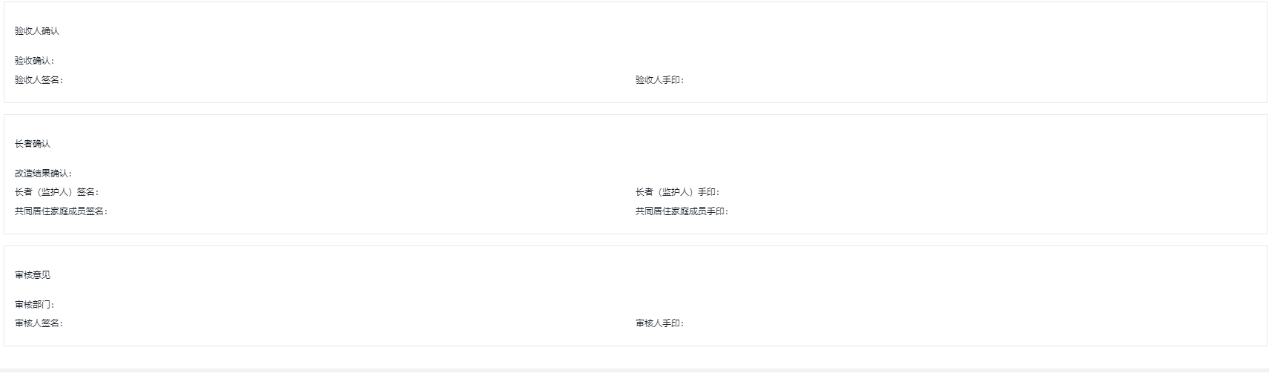 验收人确认
验收确认：
验收人签名： 验收人手印：
长者确认
改造结果确认：
长者（监护人）签名： 长者（监护人）手印：
共同居住家庭成员签名： 共同居住家庭成员手印：
审核意见
审核部门：
审核人签名： 审核人手印：